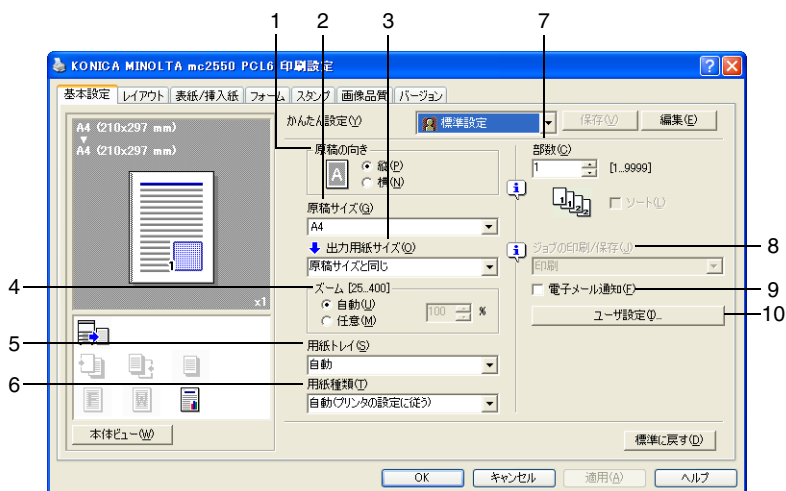 1 2 3 7
KONICA MINOLTA mc2550 PCL6 印刷設定
基本設定 レイアウト 表紙/挿入紙 フォーム スタンプ 画像品質 バージョン
A4 (210x297 mm)
A4 (210x297 mm)
1
x1
本体ビュー(W)
かんたん設定(Y) 標準設定 保存(V) 編集(E)
原稿の向き
A
縦(P)
横(N)
原稿サイズ(G)
A4
出力用紙サイズ(O)
原稿サイズと同じ
4
ズーム [25...400]
自動(U)
任意(M)
100 %
5
用紙トレイ(S)
自動
6
用紙種類(T)
自動(プリンタの設定に従う)
部数(C)
1 [1...9999]
1 1 2 2
ソート(L)
ジョブの印刷/保存(J)
8
印刷
電子メール通知(F)
9
ユーザ設定(I)...
10
標準に戻す(D)
OK キャンセル 適用(A) ヘルプ